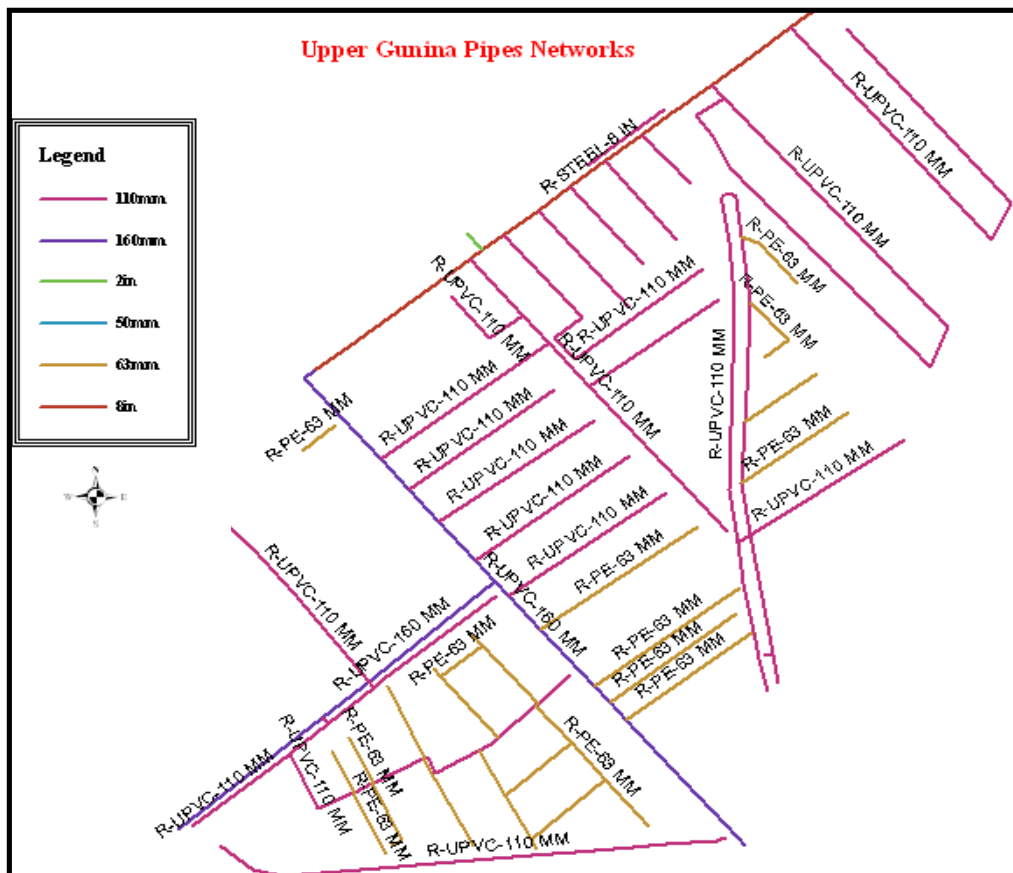 Upper Gunina Pipes Networks
Legend
110mm
160mm
2in
50mm
63mm
8in
N
W
E
S
R-UPVC-110 MM
R-STEEL-8 IN
R-UPVC-110 MM
R-PE-63 MM
R-UPVC-110 MM
R-UPVC-110 MM
R-PE-63 MM
R-UPVC-110 MM
R-UPVC-110 MM
R-UPVC-110 MM
R-PE-63 MM
R-UPVC-110 MM
R-PE-63 MM
R-UPVC-110 MM
R-UPVC-110 MM
R-UPVC-110 MM
R-UPVC-110 MM
R-UPVC-110 MM
R-UPVC-160 MM
R-PE-63 MM
R-UPVC-110 MM
R-UPVC-160 MM
R-PE-63 MM
R-PE-63 MM
R-PE-63 MM
R-PE-63 MM
R-PE-63 MM
R-UPVC-110 MM
R-PE-63 MM
R-PE-63 MM
R-UPVC-110 MM
R-UPVC-110 MM